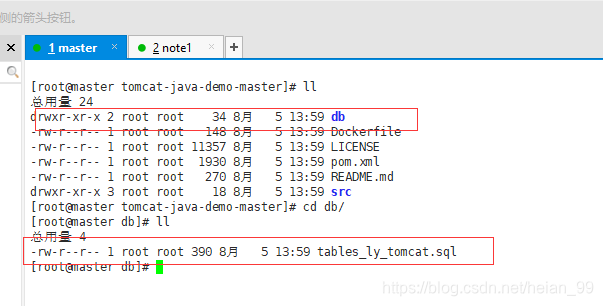 侧的箭头按钮。
× 1 master × 2 note1 × +
[root@master tomcat-java-demo-master]# ll
总用量 24
drwxr-xr-x 2 root root    34 8月   5 13:59 db
-rw-r--r-- 1 root root   148 8月   5 13:59 Dockerfile
-rw-r--r-- 1 root root 11357 8月   5 13:59 LICENSE
-rw-r--r-- 1 root root  1930 8月   5 13:59 pom.xml
-rw-r--r-- 1 root root   270 8月   5 13:59 README.md
drwxr-xr-x 3 root root    18 8月   5 13:59 src
[root@master tomcat-java-demo-master]# cd db/
[root@master db]# ll
总用量 4
-rw-r--r-- 1 root root 390 8月   5 13:59 tables_ly_tomcat.sql
[root@master db]#
https://blog.csdn.net/heian_99